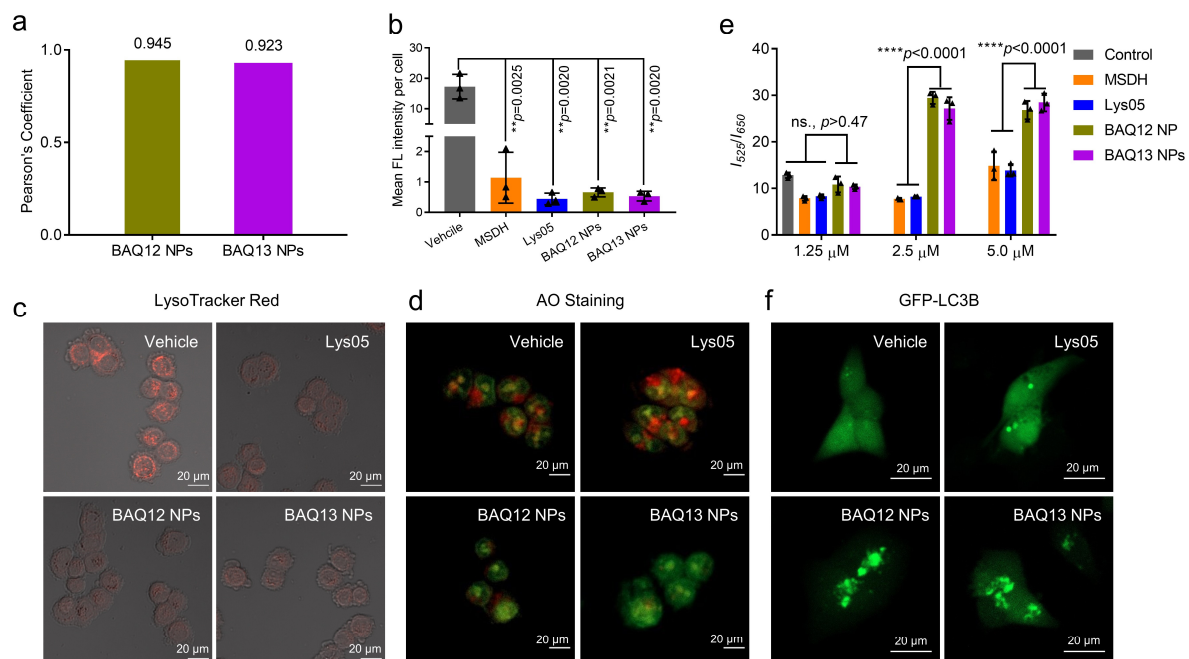 a
0.945
0.923
1.0
0.5
0.0
Pearson's Coefficient
BAQ12 NPs
BAQ13 NPs
b
Mean FL intensity per cell
30
20
10
2
1
0
**p=0.0025
**p=0.0020
**p=0.0021
**p=0.0020
Vehcile
MSDH
Lys05
BAQ12 NPs
BAQ13 NPs
e
I525/I650
40
30
20
10
0
ns., p>0.47
****p<0.0001
****p<0.0001
1.25 μM
2.5 μM
5.0 μM
Control
MSDH
Lys05
BAQ12 NP
BAQ13 NPs
c
LysoTracker Red
Vehicle
20 μm
Lys05
20 μm
BAQ12 NPs
20 μm
BAQ13 NPs
20 μm
d
AO Staining
Vehicle
20 μm
Lys05
20 μm
BAQ12 NPs
20 μm
BAQ13 NPs
20 μm
f
GFP-LC3B
Vehicle
20 μm
Lys05
20 μm
BAQ12 NPs
20 μm
BAQ13 NPs
20 μm